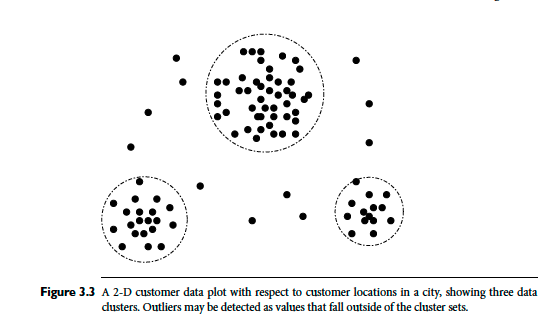 Figure 3.3 A 2-D customer data plot with respect to customer locations in a city, showing three data
clusters. Outliers may be detected as values that fall outside of the cluster sets.